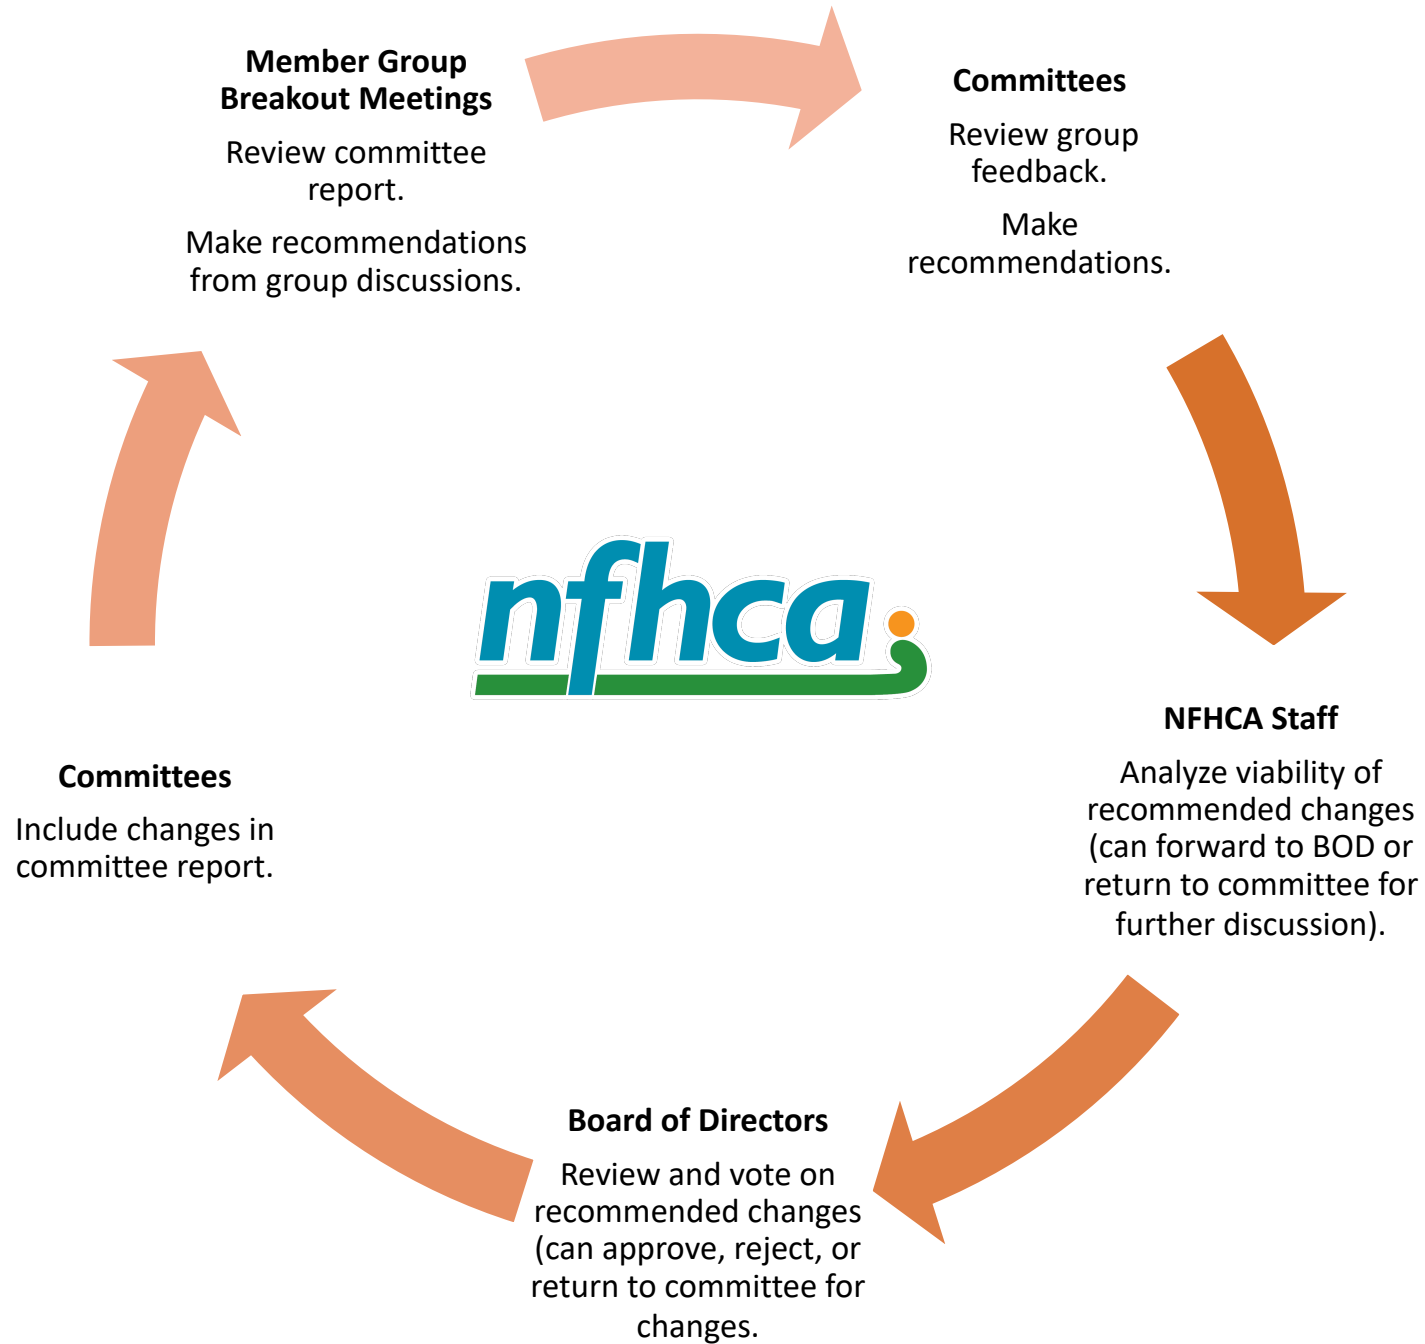 Member Group
Breakout Meetings
Review committee
report.
Make recommendations
from group discussions.
Committees
Review group
feedback.
Make
recommendations.
NFHCA Staff
Analyze viability of
recommended changes
(can forward to BOD or
return to committee for
further discussion).
Board of Directors
Review and vote on
recommended changes
(can approve, reject, or
return to committee for
changes.
Committees
Include changes in
committee report.
nfhca